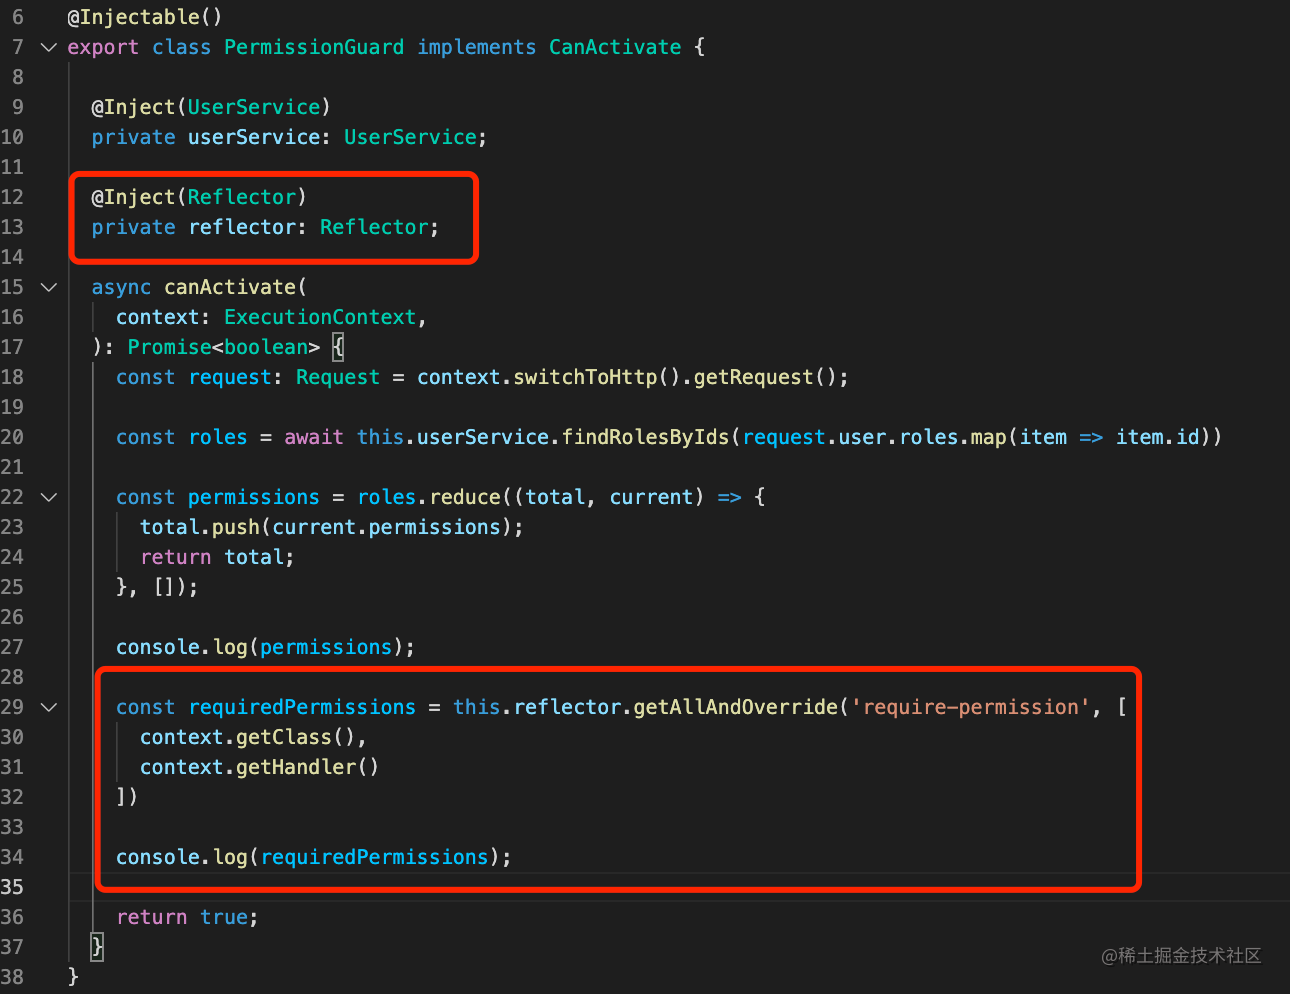 6 @Injectable()
7 export class PermissionGuard implements CanActivate {
8
9 @Inject(UserService)
10 private userService: UserService;
11
12 @Inject(Reflector)
13 private reflector: Reflector;
14
15 async canActivate(
16 context: ExecutionContext,
17 ): Promise<boolean> {
18 const request: Request = context.switchToHttp().getRequest();
19
20 const roles = await this.userService.findRolesByIds(request.user.roles.map(item => item.id))
21
22 const permissions = roles.reduce((total, current) => {
23 total.push(current.permissions);
24 return total;
25 }, []);
26
27 console.log(permissions);
28
29 const requiredPermissions = this.reflector.getAllAndOverride('require-permission', [
30 context.getClass(),
31 context.getHandler()
32 ])
33
34 console.log(requiredPermissions);
35
36 return true;
37 }
38 }
@稀土掘金技术社区